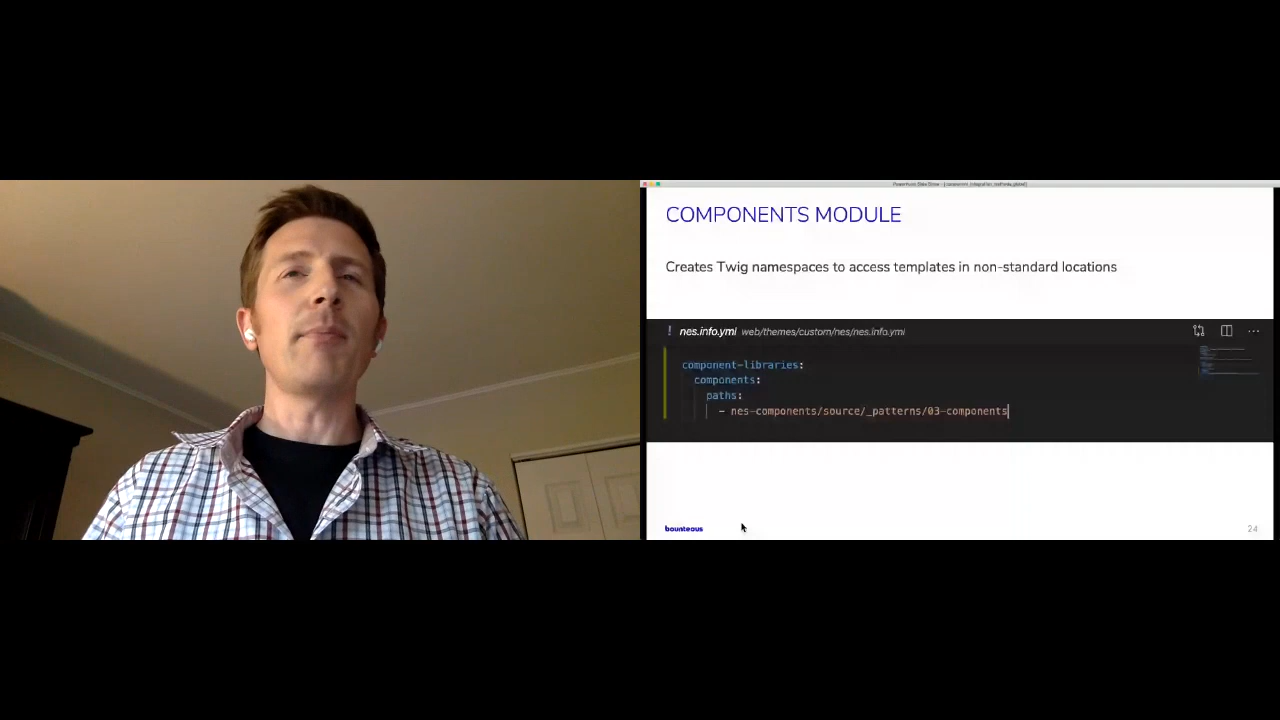 COMPONENTS MODULE
Creates Twig namespaces to access templates in non-standard locations
! nes.info.yml web/themes/custom/nes/nes.info.yml
component-libraries:
components:
paths:
- nes-components/source/_patterns/03-components
bounteous
24